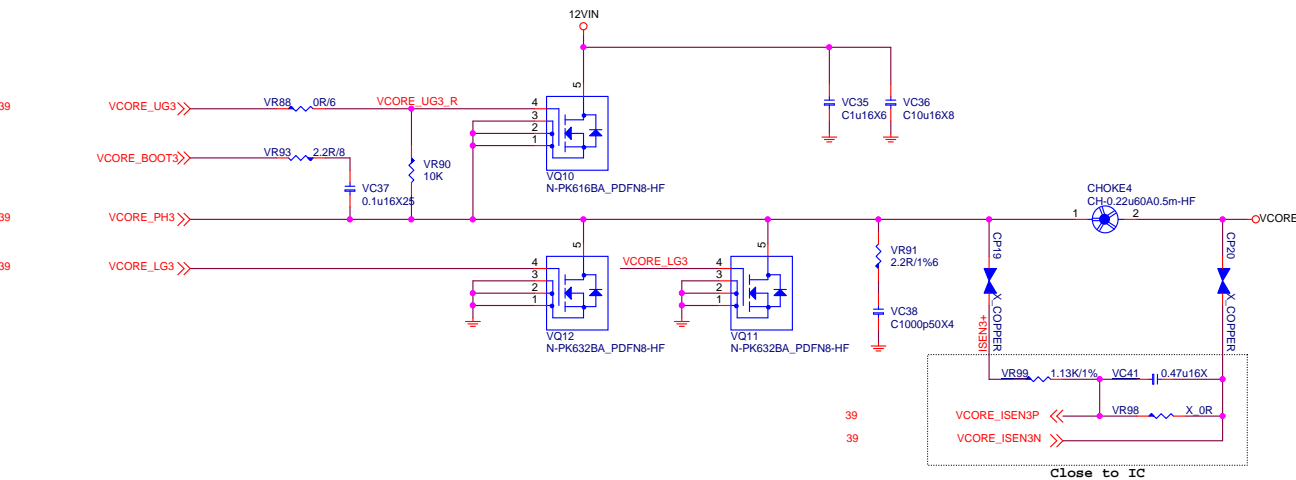 12VIN
5
39 VCORE_UG3 VR88 0R/6 VCORE_UG3_R 4
3
2
1
VC35
C1u16X6
VC36
C10u16X8
VCORE_BOOT3 VR93 2.2R/8
VR90
10K
VC37
0.1u16X25
VQ10
N-PK616BA_PDFN8-HF
39 VCORE_PH3
CHOKE4
CH-0.22u60A0.5m-HF
1 2
VCORE
39 VCORE_LG3
5
4
3
2
1
VQ12
N-PK632BA_PDFN8-HF
VCORE_LG3
5
4
3
2
1
VQ11
N-PK632BA_PDFN8-HF
VR91
2.2R/1%6
VC38
C1000p50X4
CP19
X_COPPER
ISEN3+
CP20
X_COPPER
VR99 1.13K/1% VC41 0.47u16X
39 VCORE_ISEN3P VR98 X_0R
39 VCORE_ISEN3N
Close to IC